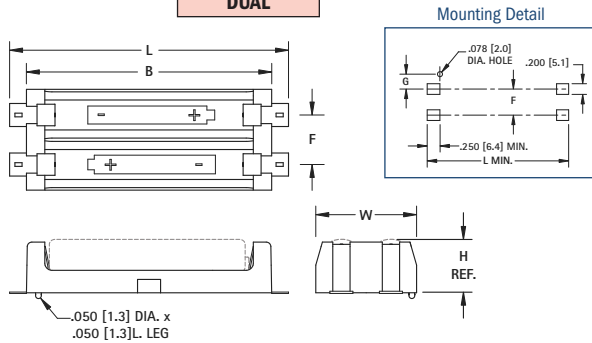 DUAL
Mounting Detail
L
B
F
- +
+ -
.078 [2.0]
DIA. HOLE
.200 [5.1]
G
F
.250 [6.4] MIN.
L MIN.
W
H
REF.
.050 [1.3] DIA. x
.050 [1.3]L. LEG